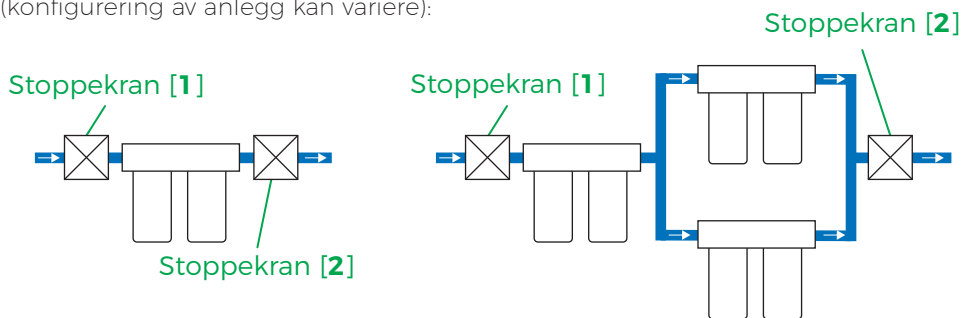 (konfigurering av anlegg kan variere):
Stoppekran [2]
Stoppekran [1]
Stoppekran [1]
Stoppekran [2]